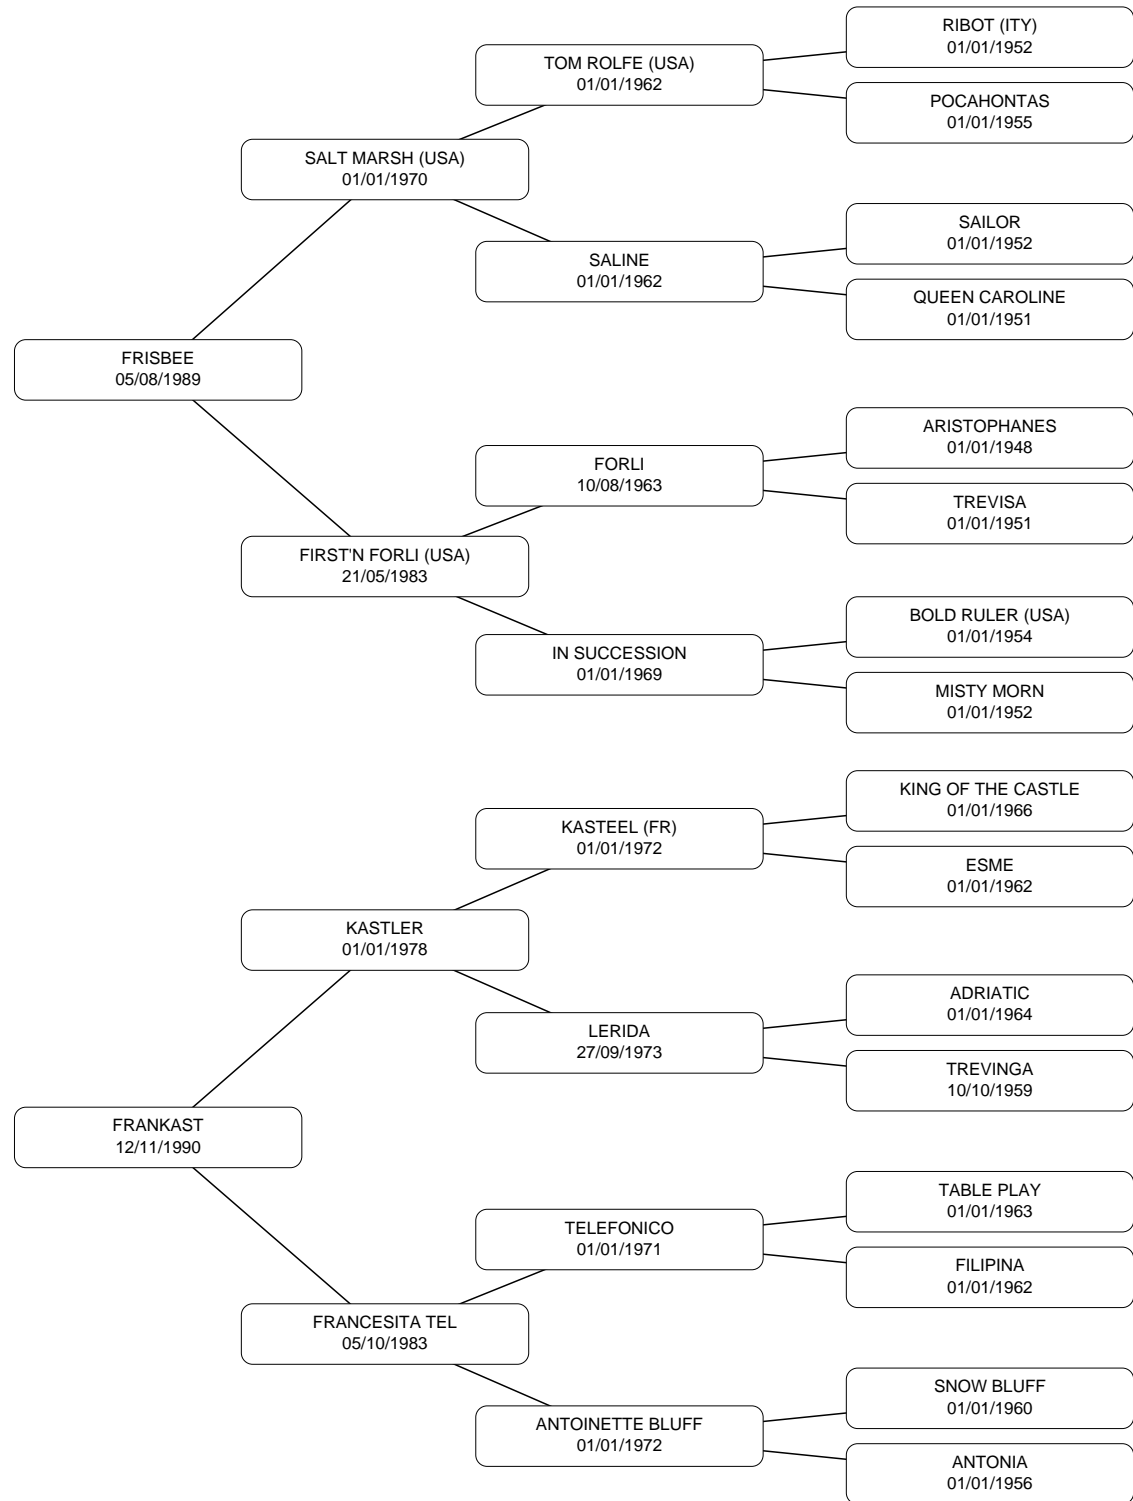 RIBOT (ITY)
01/01/1952
TOM ROLFE (USA)
01/01/1962
POCAHONTAS
01/01/1955
SALT MARSH (USA)
01/01/1970
SAILOR
01/01/1952
SALINE
01/01/1962
QUEEN CAROLINE
01/01/1951
FRISBEE
05/08/1989
ARISTOPHANES
01/01/1948
FORLI
10/08/1963
TREVISA
01/01/1951
FIRST'N FORLI (USA)
21/05/1983
BOLD RULER (USA)
01/01/1954
IN SUCCESSION
01/01/1969
MISTY MORN
01/01/1952
KING OF THE CASTLE
01/01/1966
KASTEEL (FR)
01/01/1972
ESME
01/01/1962
KASTLER
01/01/1978
ADRIATIC
01/01/1964
LERIDA
27/09/1973
TREVINGA
10/10/1959
FRANKAST
12/11/1990
TABLE PLAY
01/01/1963
TELEFONICO
01/01/1971
FILIPINA
01/01/1962
FRANCESITA TEL
05/10/1983
SNOW BLUFF
01/01/1960
ANTOINETTE BLUFF
01/01/1972
ANTONIA
01/01/1956